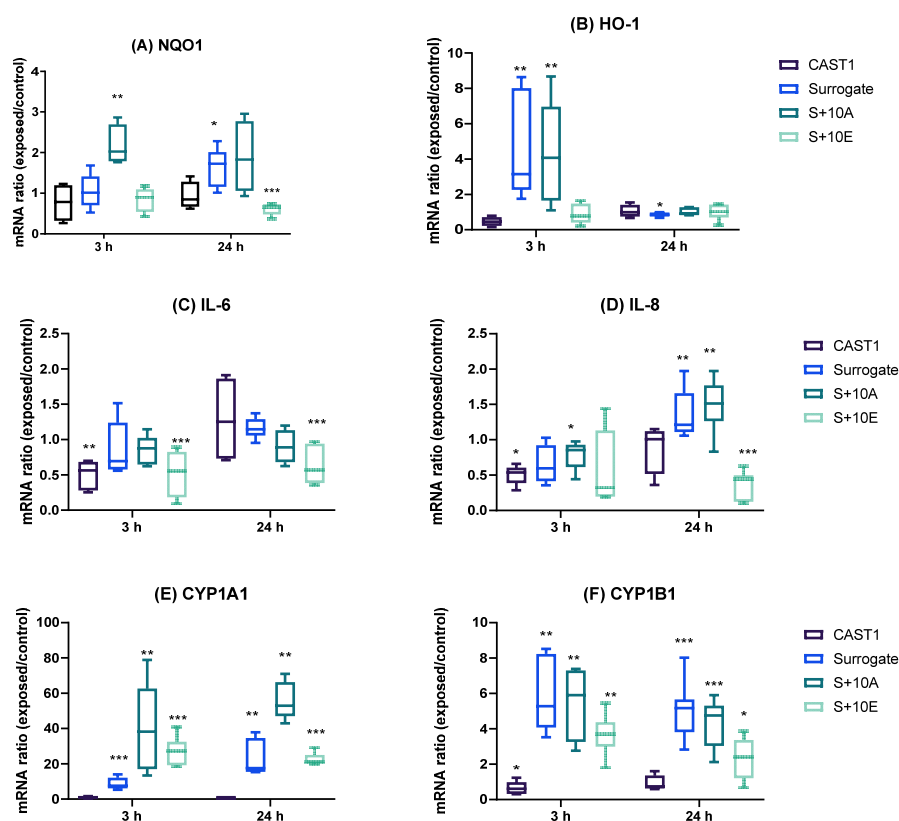 (A) NQO1
mRNA ratio (exposed/control)
4
3
2
1
0
**
*
***
3 h
24 h
(B) HO-1
mRNA ratio (exposed/control)
10
8
6
4
2
0
**
**
*
3 h
24 h
CAST1
Surrogate
S+10A
S+10E
(C) IL-6
mRNA ratio (exposed/control)
2.5
2.0
1.5
1.0
0.5
0.0
**
***
***
3 h
24 h
(D) IL-8
mRNA ratio (exposed/control)
2.5
2.0
1.5
1.0
0.5
0.0
*
*
**
**
***
3 h
24 h
CAST1
Surrogate
S+10A
S+10E
(E) CYP1A1
mRNA ratio (exposed/control)
100
80
60
40
20
0
***
**
***
**
**
***
3 h
24 h
(F) CYP1B1
mRNA ratio (exposed/control)
10
8
6
4
2
0
*
**
**
**
***
***
*
3 h
24 h
CAST1
Surrogate
S+10A
S+10E